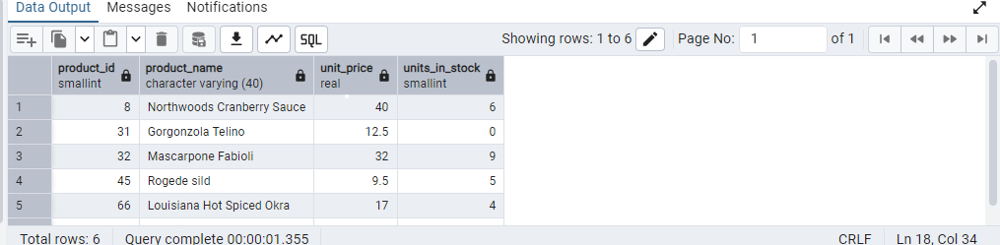 Data Output Messages Notifications
SQL Showing rows: 1 to 6 Page No: 1 of 1
product_id product_name unit_price units_in_stock
smallint character varying (40) real smallint
1 8 Northwoods Cranberry Sauce 40 6
2 31 Gorgonzola Telino 12.5 0
3 32 Mascarpone Fabioli 32 9
4 45 Rogede sild 9.5 5
5 66 Louisiana Hot Spiced Okra 17 4
Total rows: 6 Query complete 00:00:01.355 CRLF Ln 18, Col 34